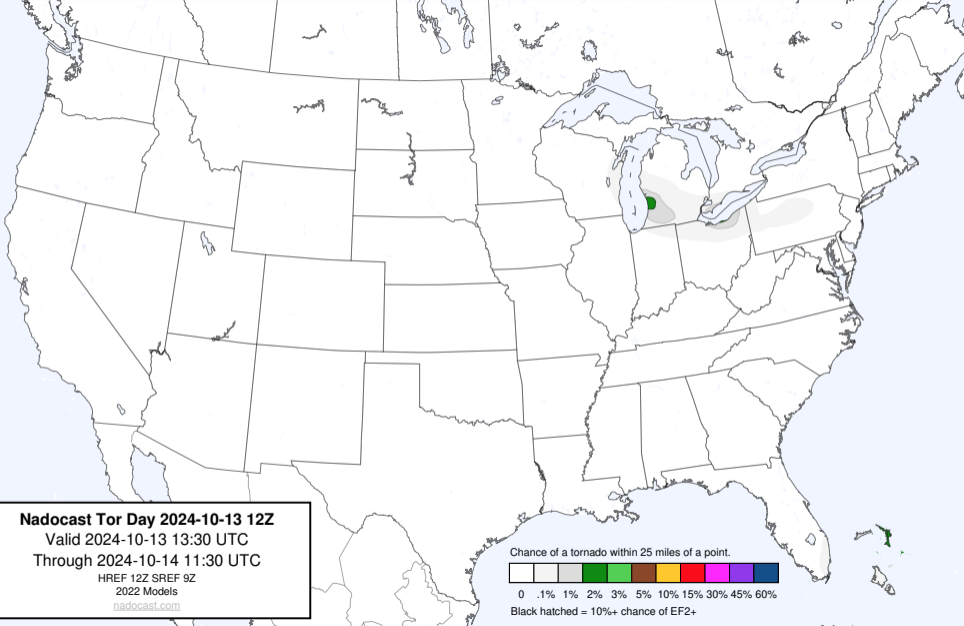 Nadocast Tor Day 2024-10-13 12Z
Valid 2024-10-13 13:30 UTC
Through 2024-10-14 11:30 UTC
HREF 12Z SREF 9Z
2022 Models
nadocast.com
Chance of a tornado within 25 miles of a point.
0 .1% 1% 2% 3% 5% 10% 15% 30% 45% 60%
Black hatched = 10%+ chance of EF2+